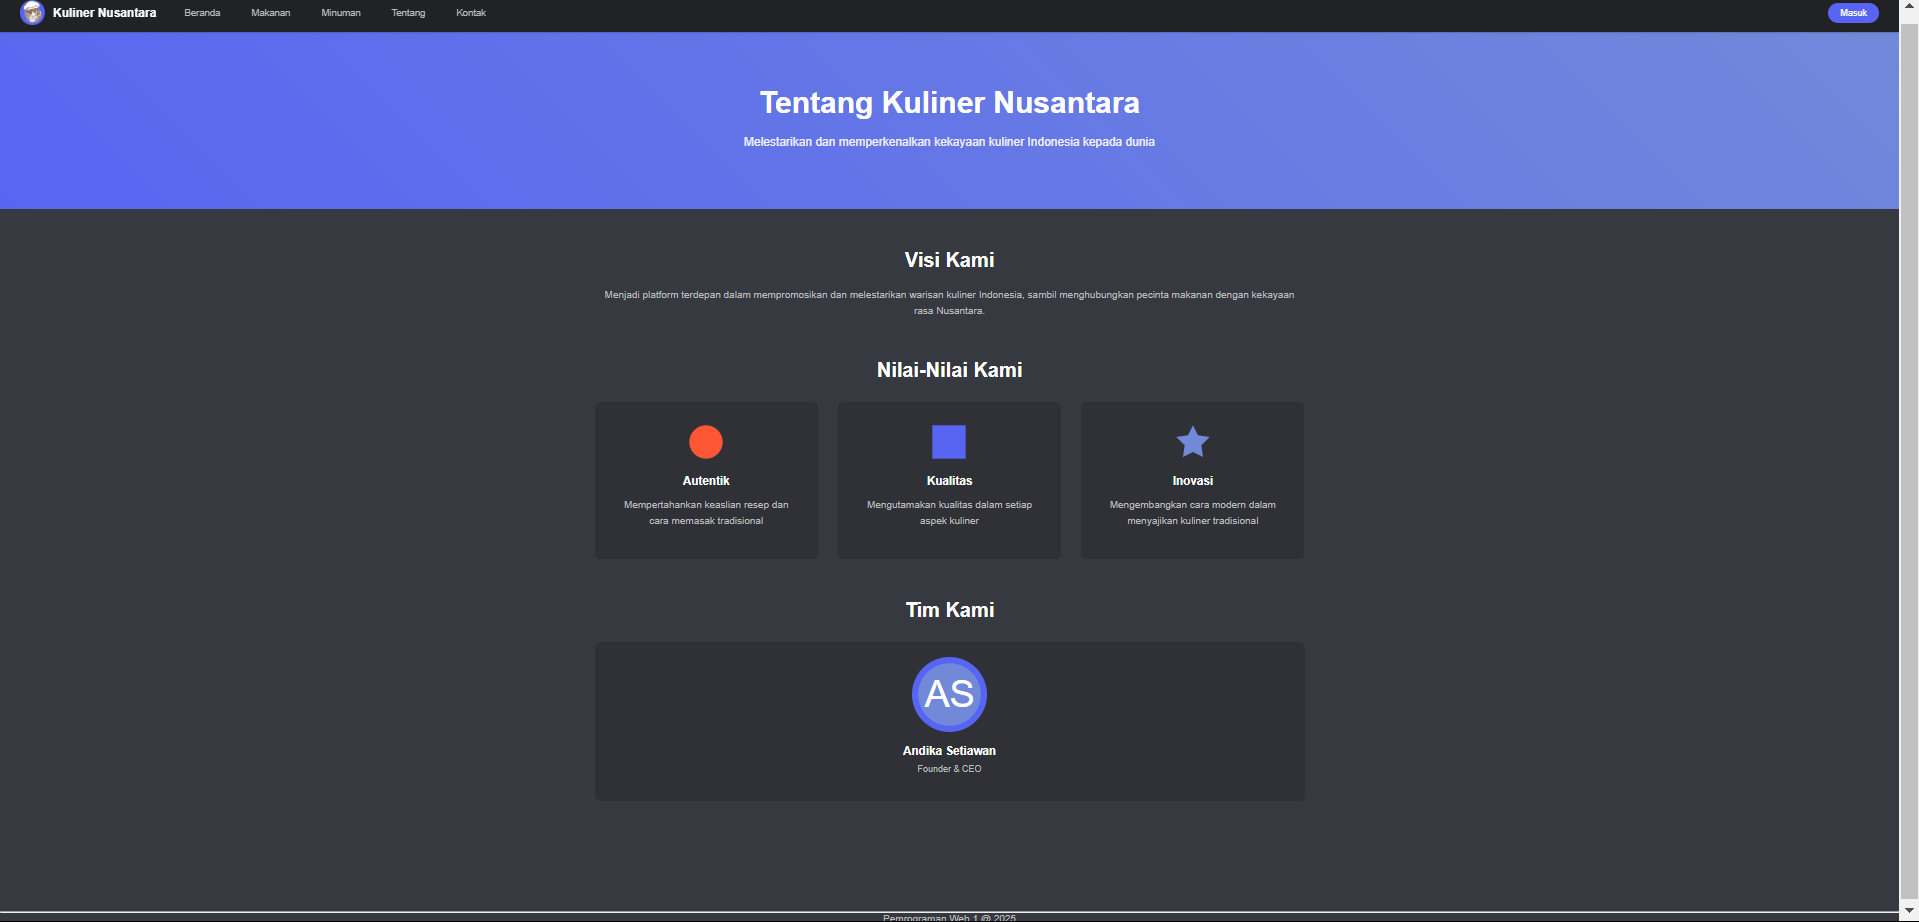 Kuliner Nusantara
Beranda
Makanan
Minuman
Tentang
Kontak
Masuk
Tentang Kuliner Nusantara
Melestarikan dan memperkenalkan kekayaan kuliner Indonesia kepada dunia
Visi Kami
Menjadi platform terdepan dalam mempromosikan dan melestarikan warisan kuliner Indonesia, sambil menghubungkan pecinta makanan dengan kekayaan
rasa Nusantara.
Nilai-Nilai Kami
Autentik
Mempertahankan keaslian resep dan
cara memasak tradisional
Kualitas
Mengutamakan kualitas dalam setiap
aspek kuliner
Inovasi
Mengembangkan cara modern dalam
menyajikan kuliner tradisional
Tim Kami
AS
Andika Setiawan
Founder & CEO
Pemrograman Web 1 @ 2025